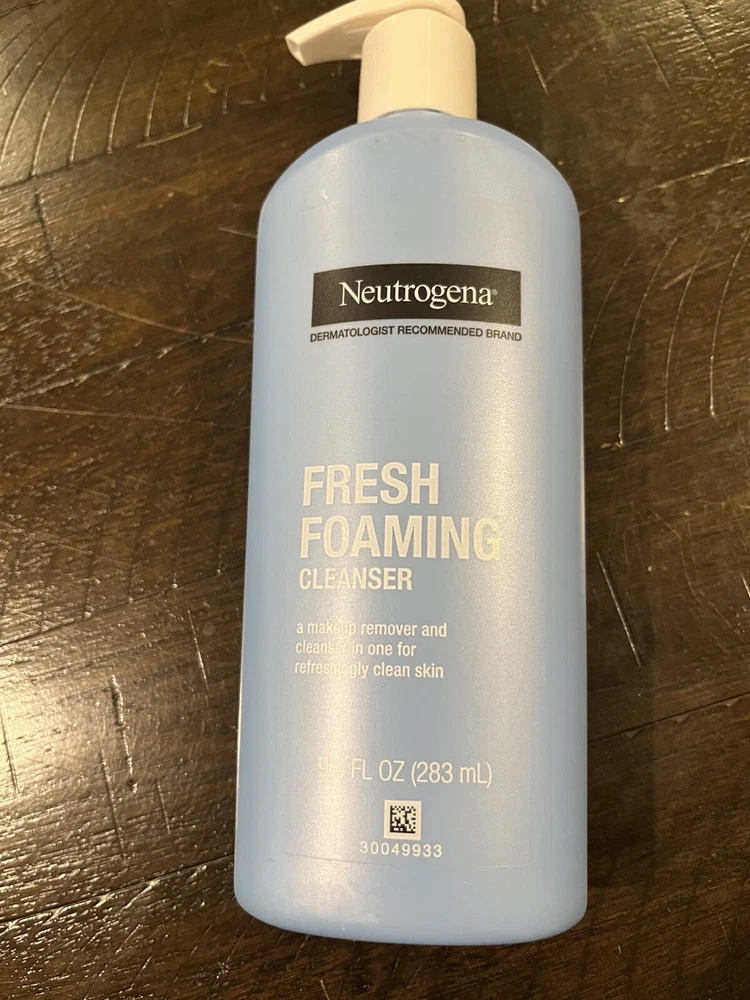 Neutrogena®
DERMATOLOGIST RECOMMENDED BRAND
FRESH
FOAMING
CLEANSER
a makeup remover and
cleanser in one for
refreshingly clean skin
FL OZ (283 mL)
30049933